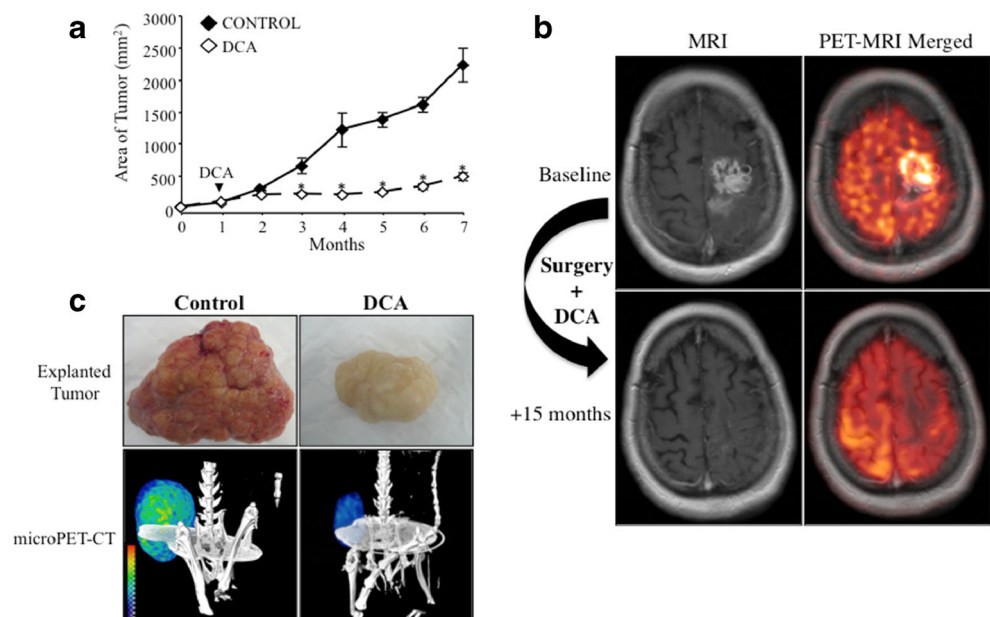 a
Area of Tumor (mm²)
3000
2500
2000
1500
1000
500
0
CONTROL
DCA
DCA
* * * * *
0 1 2 3 4 5 6 7
Months
b
MRI
PET-MRI Merged
Baseline
Surgery
+
DCA
+15 months
c
Control
DCA
Explanted
Tumor
microPET-CT